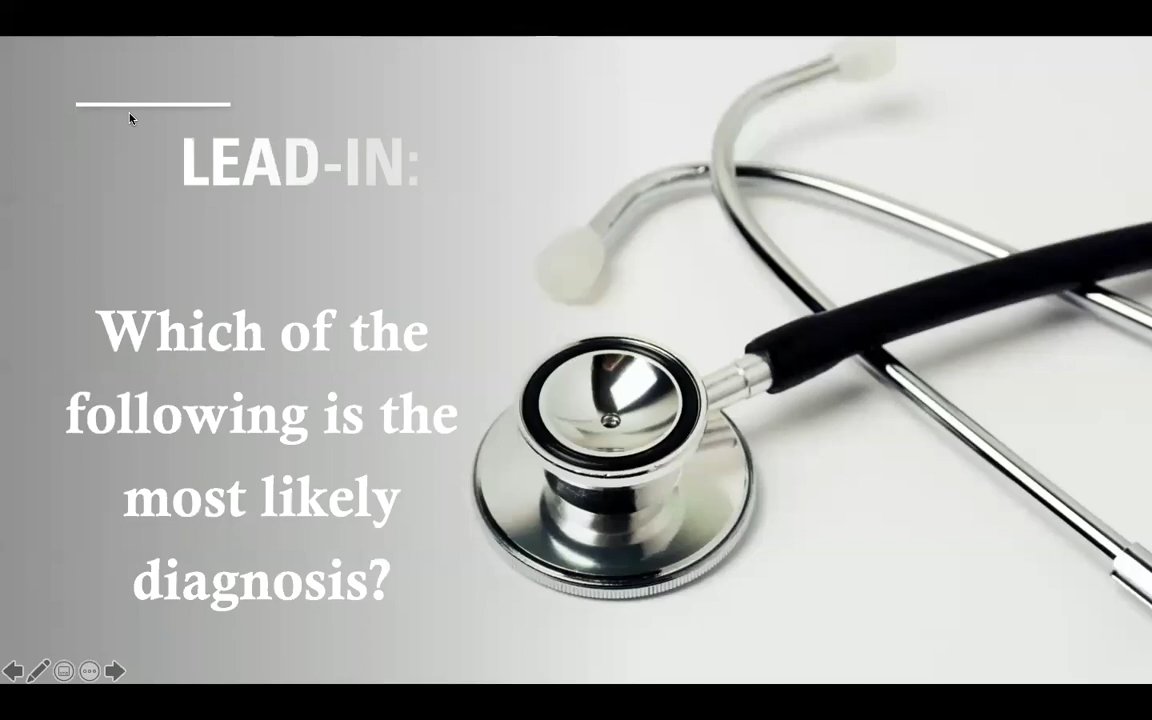 LEAD-IN:
Which of the
following is the
most likely
diagnosis?